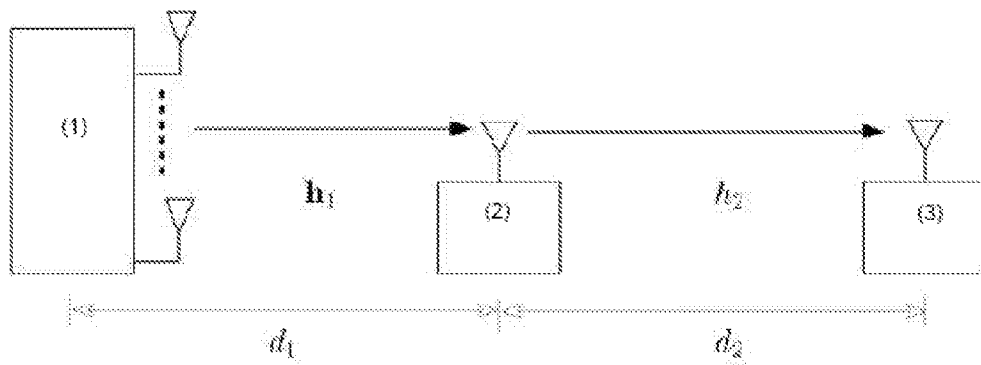 (1)
h₁
(2)
h₂
(3)
d₁
d₂